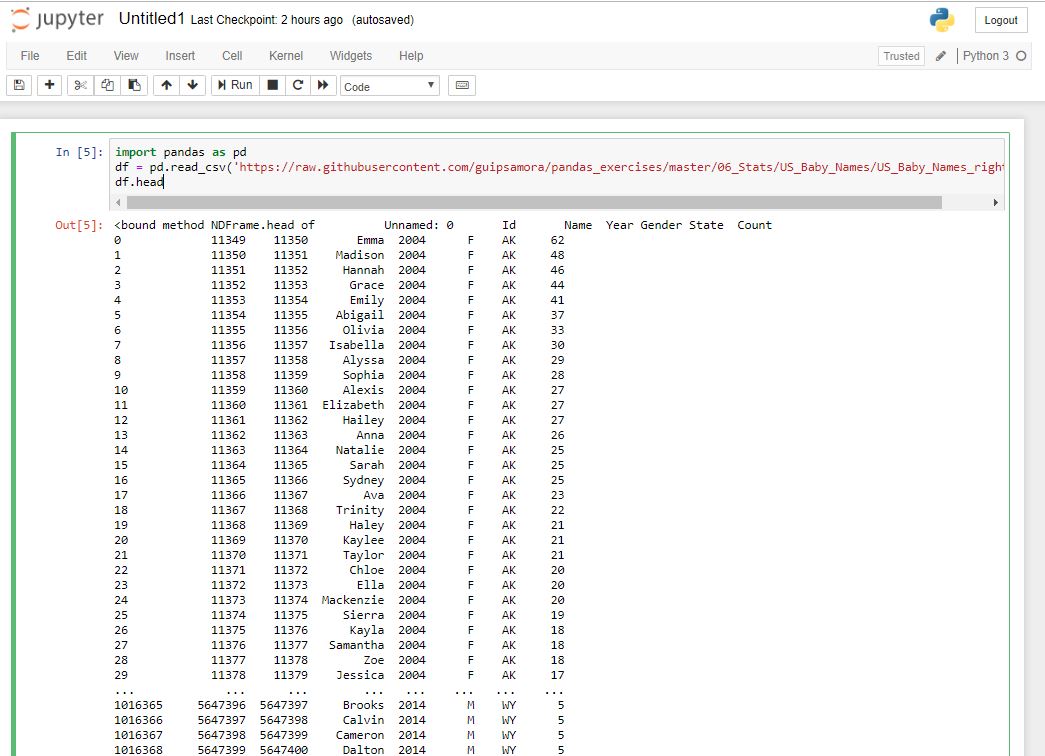 jupyter Untitled1 Last Checkpoint: 2 hours ago (autosaved) Logout
File Edit View Insert Cell Kernel Widgets Help Trusted Python 3
Run Code
In [5]: import pandas as pd
df = pd.read_csv('https://raw.githubusercontent.com/guipsamora/pandas_exercises/master/06_Stats/US_Baby_Names/US_Baby_Names_right
df.head
Out[5]: <bound method NDFrame.head of Unnamed: 0 Id Name Year Gender State Count
0 11349 11350 Emma 2004 F AK 62
1 11350 11351 Madison 2004 F AK 48
2 11351 11352 Hannah 2004 F AK 46
3 11352 11353 Grace 2004 F AK 44
4 11353 11354 Emily 2004 F AK 41
5 11354 11355 Abigail 2004 F AK 37
6 11355 11356 Olivia 2004 F AK 33
7 11356 11357 Isabella 2004 F AK 30
8 11357 11358 Alyssa 2004 F AK 29
9 11358 11359 Sophia 2004 F AK 28
10 11359 11360 Alexis 2004 F AK 27
11 11360 11361 Elizabeth 2004 F AK 27
12 11361 11362 Hailey 2004 F AK 27
13 11362 11363 Anna 2004 F AK 26
14 11363 11364 Natalie 2004 F AK 25
15 11364 11365 Sarah 2004 F AK 25
16 11365 11366 Sydney 2004 F AK 25
17 11366 11367 Ava 2004 F AK 23
18 11367 11368 Trinity 2004 F AK 22
19 11368 11369 Haley 2004 F AK 21
20 11369 11370 Kaylee 2004 F AK 21
21 11370 11371 Taylor 2004 F AK 21
22 11371 11372 Chloe 2004 F AK 20
23 11372 11373 Ella 2004 F AK 20
24 11373 11374 Mackenzie 2004 F AK 20
25 11374 11375 Sierra 2004 F AK 19
26 11375 11376 Kayla 2004 F AK 18
27 11376 11377 Samantha 2004 F AK 18
28 11377 11378 Zoe 2004 F AK 18
29 11378 11379 Jessica 2004 F AK 17
... ... ... ... ... ... ... ...
1016365 5647396 5647397 Brooks 2014 M WY 5
1016366 5647397 5647398 Calvin 2014 M WY 5
1016367 5647398 5647399 Cameron 2014 M WY 5
1016368 5647399 5647400 Dalton 2014 M WY 5